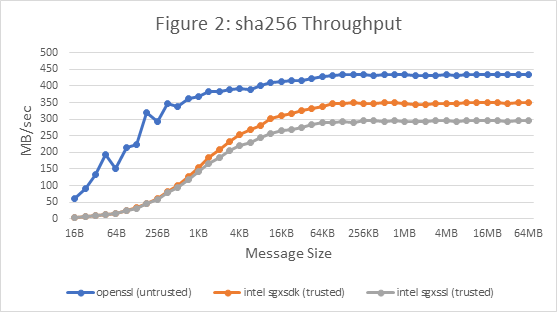 Figure 2: sha256 Throughput
500
450
400
350
300
250
200
150
100
50
0
MB/sec
16B 64B 256B 1KB 4KB 16KB 64KB 256KB 1MB 4MB 16MB 64MB
Message Size
openssl (untrusted) intel sgxsdk (trusted) intel sgxssl (trusted)